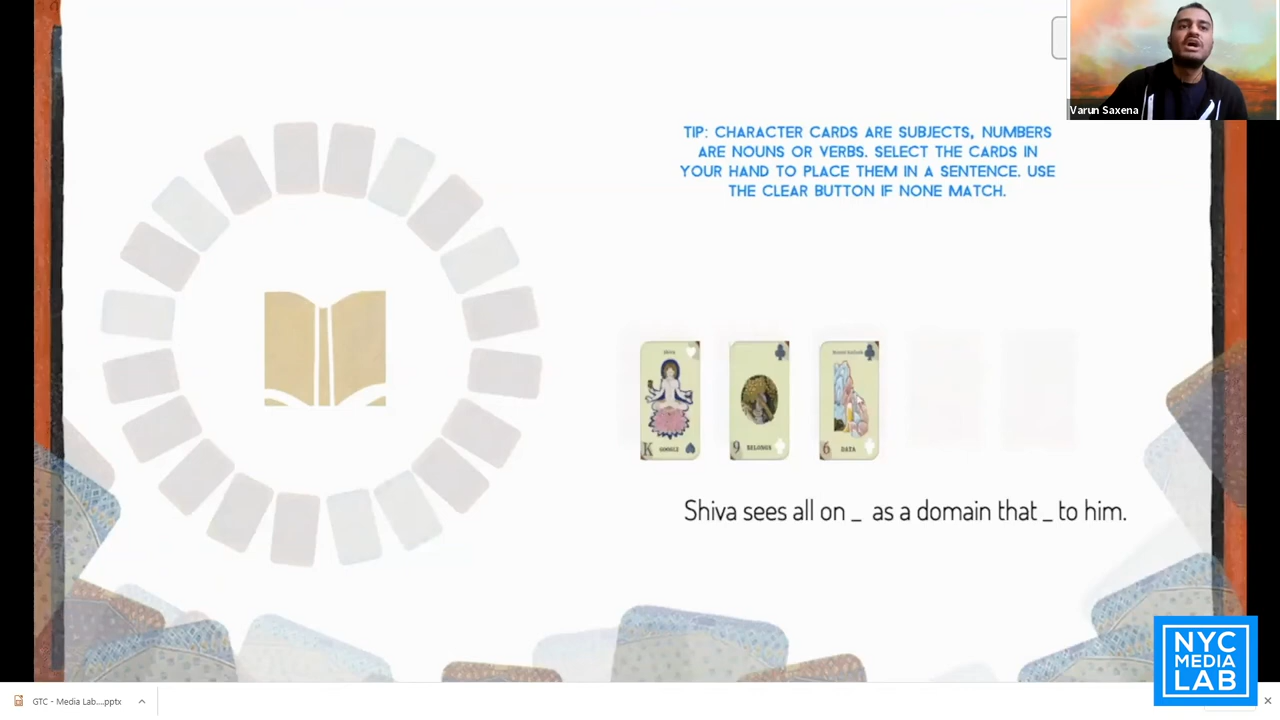 Varun Saxena
TIP: CHARACTER CARDS ARE SUBJECTS, NUMBERS
ARE NOUNS OR VERBS. SELECT THE CARDS IN
YOUR HAND TO PLACE THEM IN A SENTENCE. USE
THE CLEAR BUTTON IF NONE MATCH.
Shiva
K GOOGLE
9 BELONGS
6 DATA
Shiva sees all on _ as a domain that _ to him.
NYC
MEDIA
LAB
GTC - Media Lab....pptx